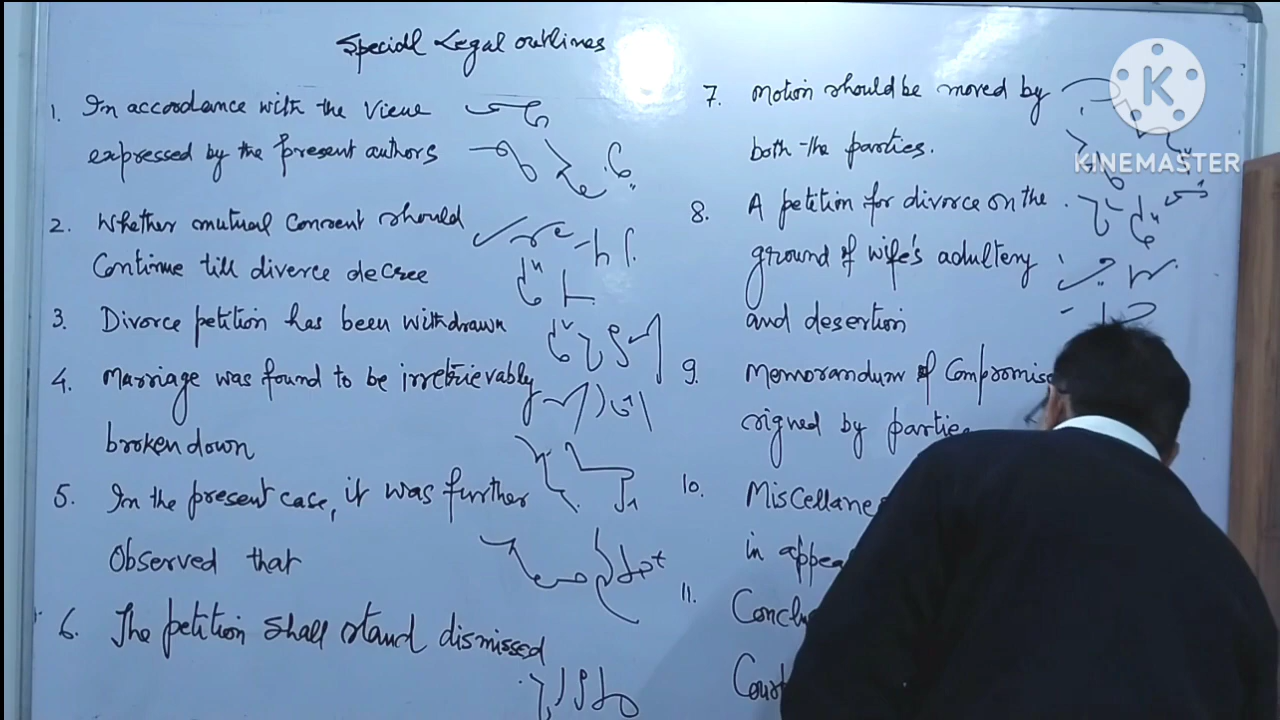 Special Legal outlines
1. In accordance with the View
expressed by the present authors
2. Whether mutual Consent should
Continue till diverce decree
3. Divorce petition has been withdrawn
4. Marriage was found to be irretrievably
broken down
5. In the present case, it was further
Observed that
6. The petition shall stand dismissed
7. Motion should be moved by
both the parties.
8. A petition for divorce on the
ground of wife's adultery
and desertion
9. Memorandum of Compromise
signed by parties
10. Miscellane
in appea
11. Conclu
Court
K
KINEMASTER